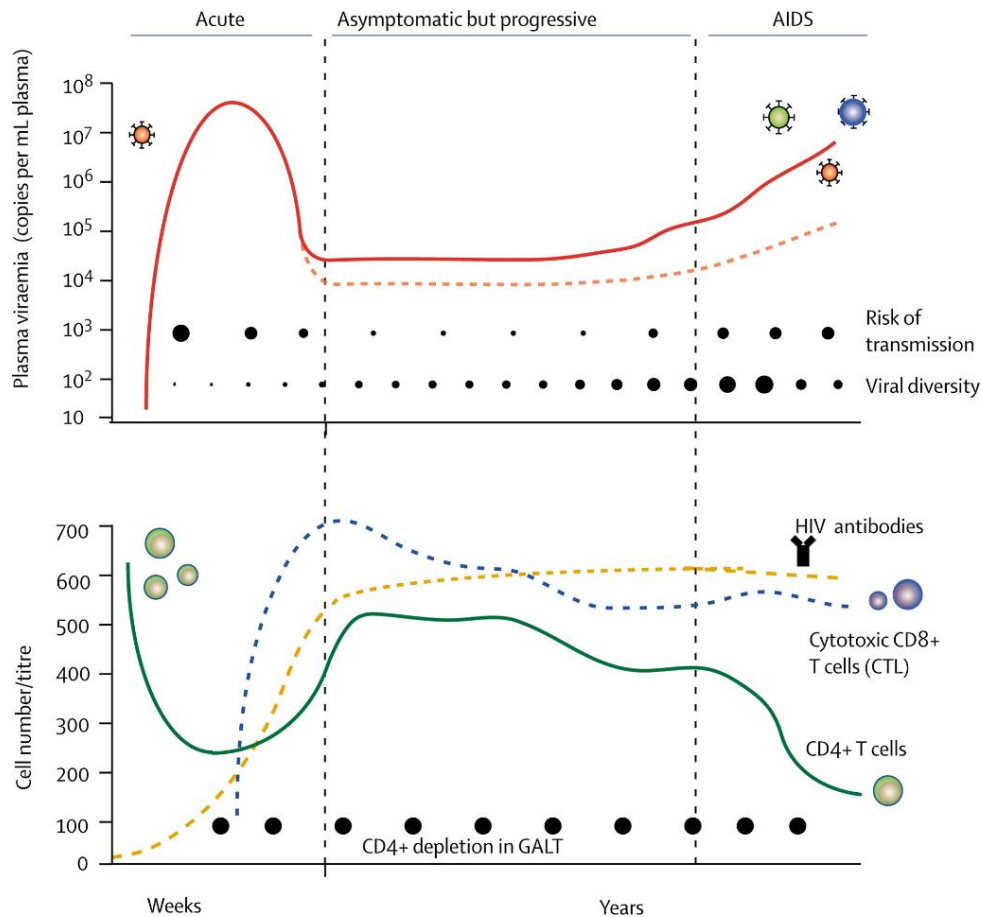 Acute
Asymptomatic but progressive
AIDS
Plasma viraemia (copies per mL plasma)
10⁸
10⁷
10⁶
10⁵
10⁴
10³
10²
10
Risk of
transmission
Viral diversity
Cell number/titre
700
600
500
400
300
200
100
0
HIV antibodies
Cytotoxic CD8+
T cells (CTL)
CD4+ T cells
CD4+ depletion in GALT
Weeks
Years